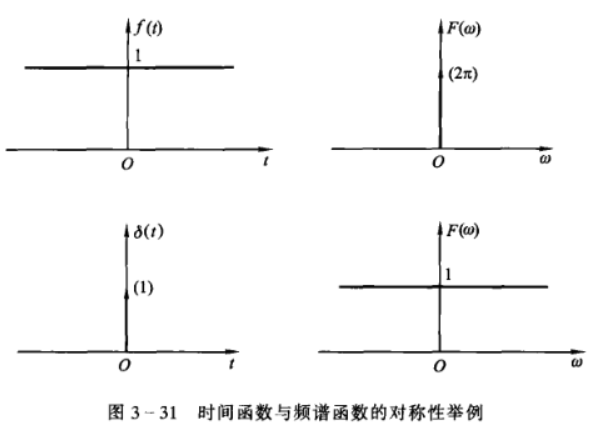 f(t)
1
O
t
F(ω)
(2π)
O
ω
δ(t)
(1)
O
t
F(ω)
1
O
ω
图 3-31 时间函数与频谱函数的对称性举例